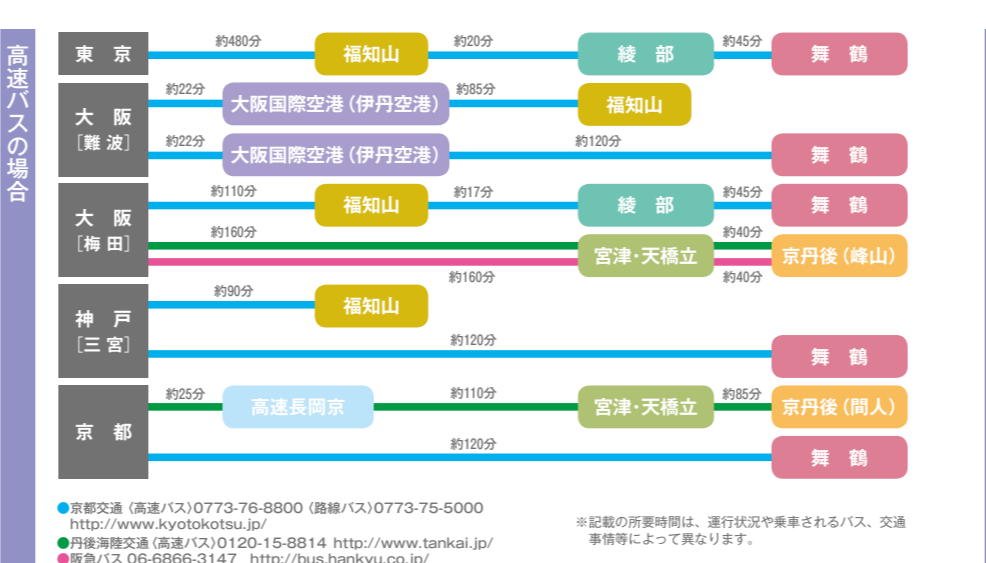 高速バスの場合
東 京 約480分 福知山 約20分 綾 部 約45分 舞 鶴
大 阪
［難 波］
約22分 大阪国際空港（伊丹空港） 約85分 福知山
約22分 大阪国際空港（伊丹空港） 約120分 舞 鶴
大 阪
［梅 田］
約110分 福知山 約17分 綾 部 約45分 舞 鶴
約160分 宮津・天橋立 約40分 京丹後（峰山）
約160分 約40分
神 戸
［三 宮］
約90分 福知山
約120分 舞 鶴
京 都
約25分 高速長岡京 約110分 宮津・天橋立 約85分 京丹後（間人）
約120分 舞 鶴
●京都交通〈高速バス〉0773-76-8800〈路線バス〉0773-75-5000
http://www.kyotokotsu.jp/
●丹後海陸交通〈高速バス〉0120-15-8814 http://www.tankai.jp/
●阪急バス 06-6866-3147 http://bus.hankyu.co.jp/
※記載の所要時間は、運行状況や乗車されるバス、交通
事情等によって異なります。